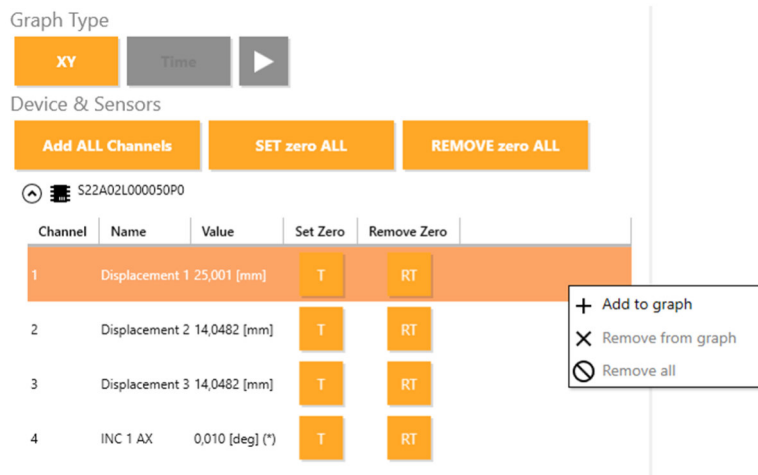 Graph Type
XY Time
Device & Sensors
Add ALL Channels SET zero ALL REMOVE zero ALL
S22A02L000050P0
Channel Name Value Set Zero Remove Zero
1 Displacement 1 25,001 [mm] T RT
Add to graph
2 Displacement 2 14,0482 [mm] T RT
Remove from graph
Remove all
3 Displacement 3 14,0482 [mm] T RT
4 INC 1 AX 0,010 [deg] (*) T RT